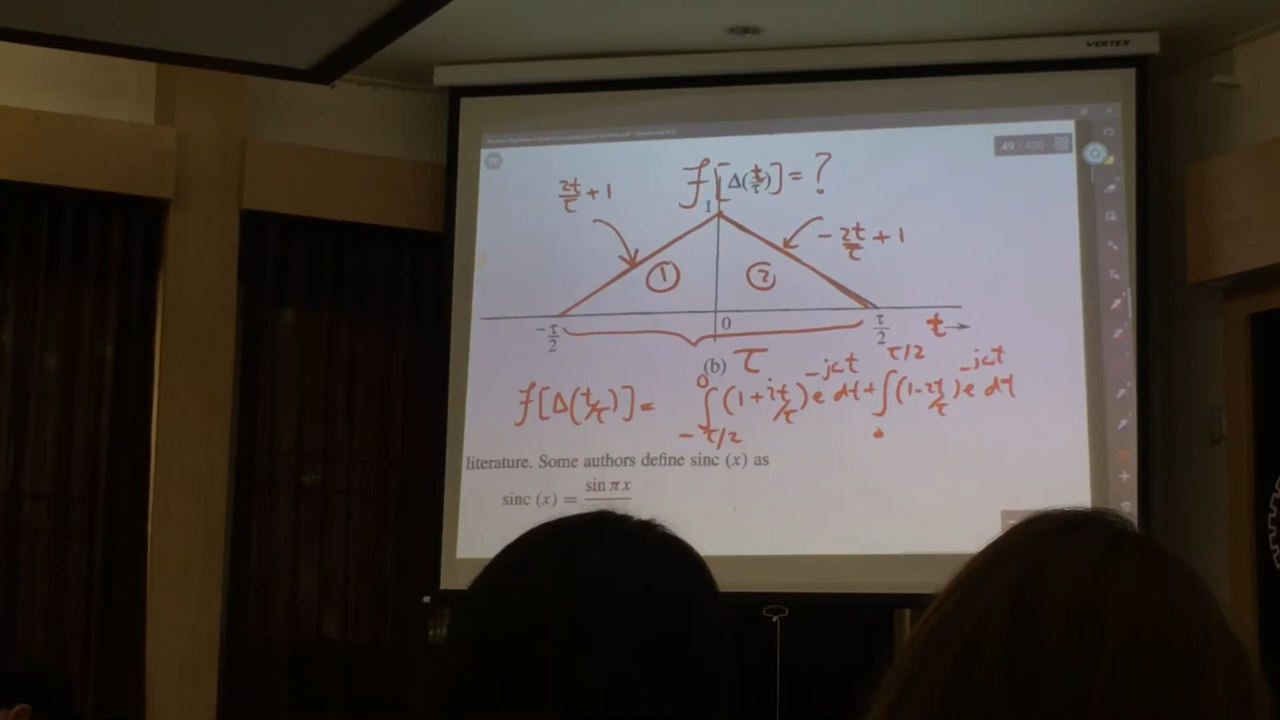 VERTEX
49
𝓕[Δ(t/τ)] = ?
2t/τ + 1
1
-2t/τ + 1
① ②
-τ/2 0 τ/2 t→
(b) τ
𝓕[Δ(t/τ)] = ∫_{-τ/2}^{0} (1+2t/τ) e^{-jωt} dt + ∫_{0}^{τ/2} (1-2t/τ) e^{-jωt} dt
literature. Some authors define sinc (x) as
sinc (x) = sin πx